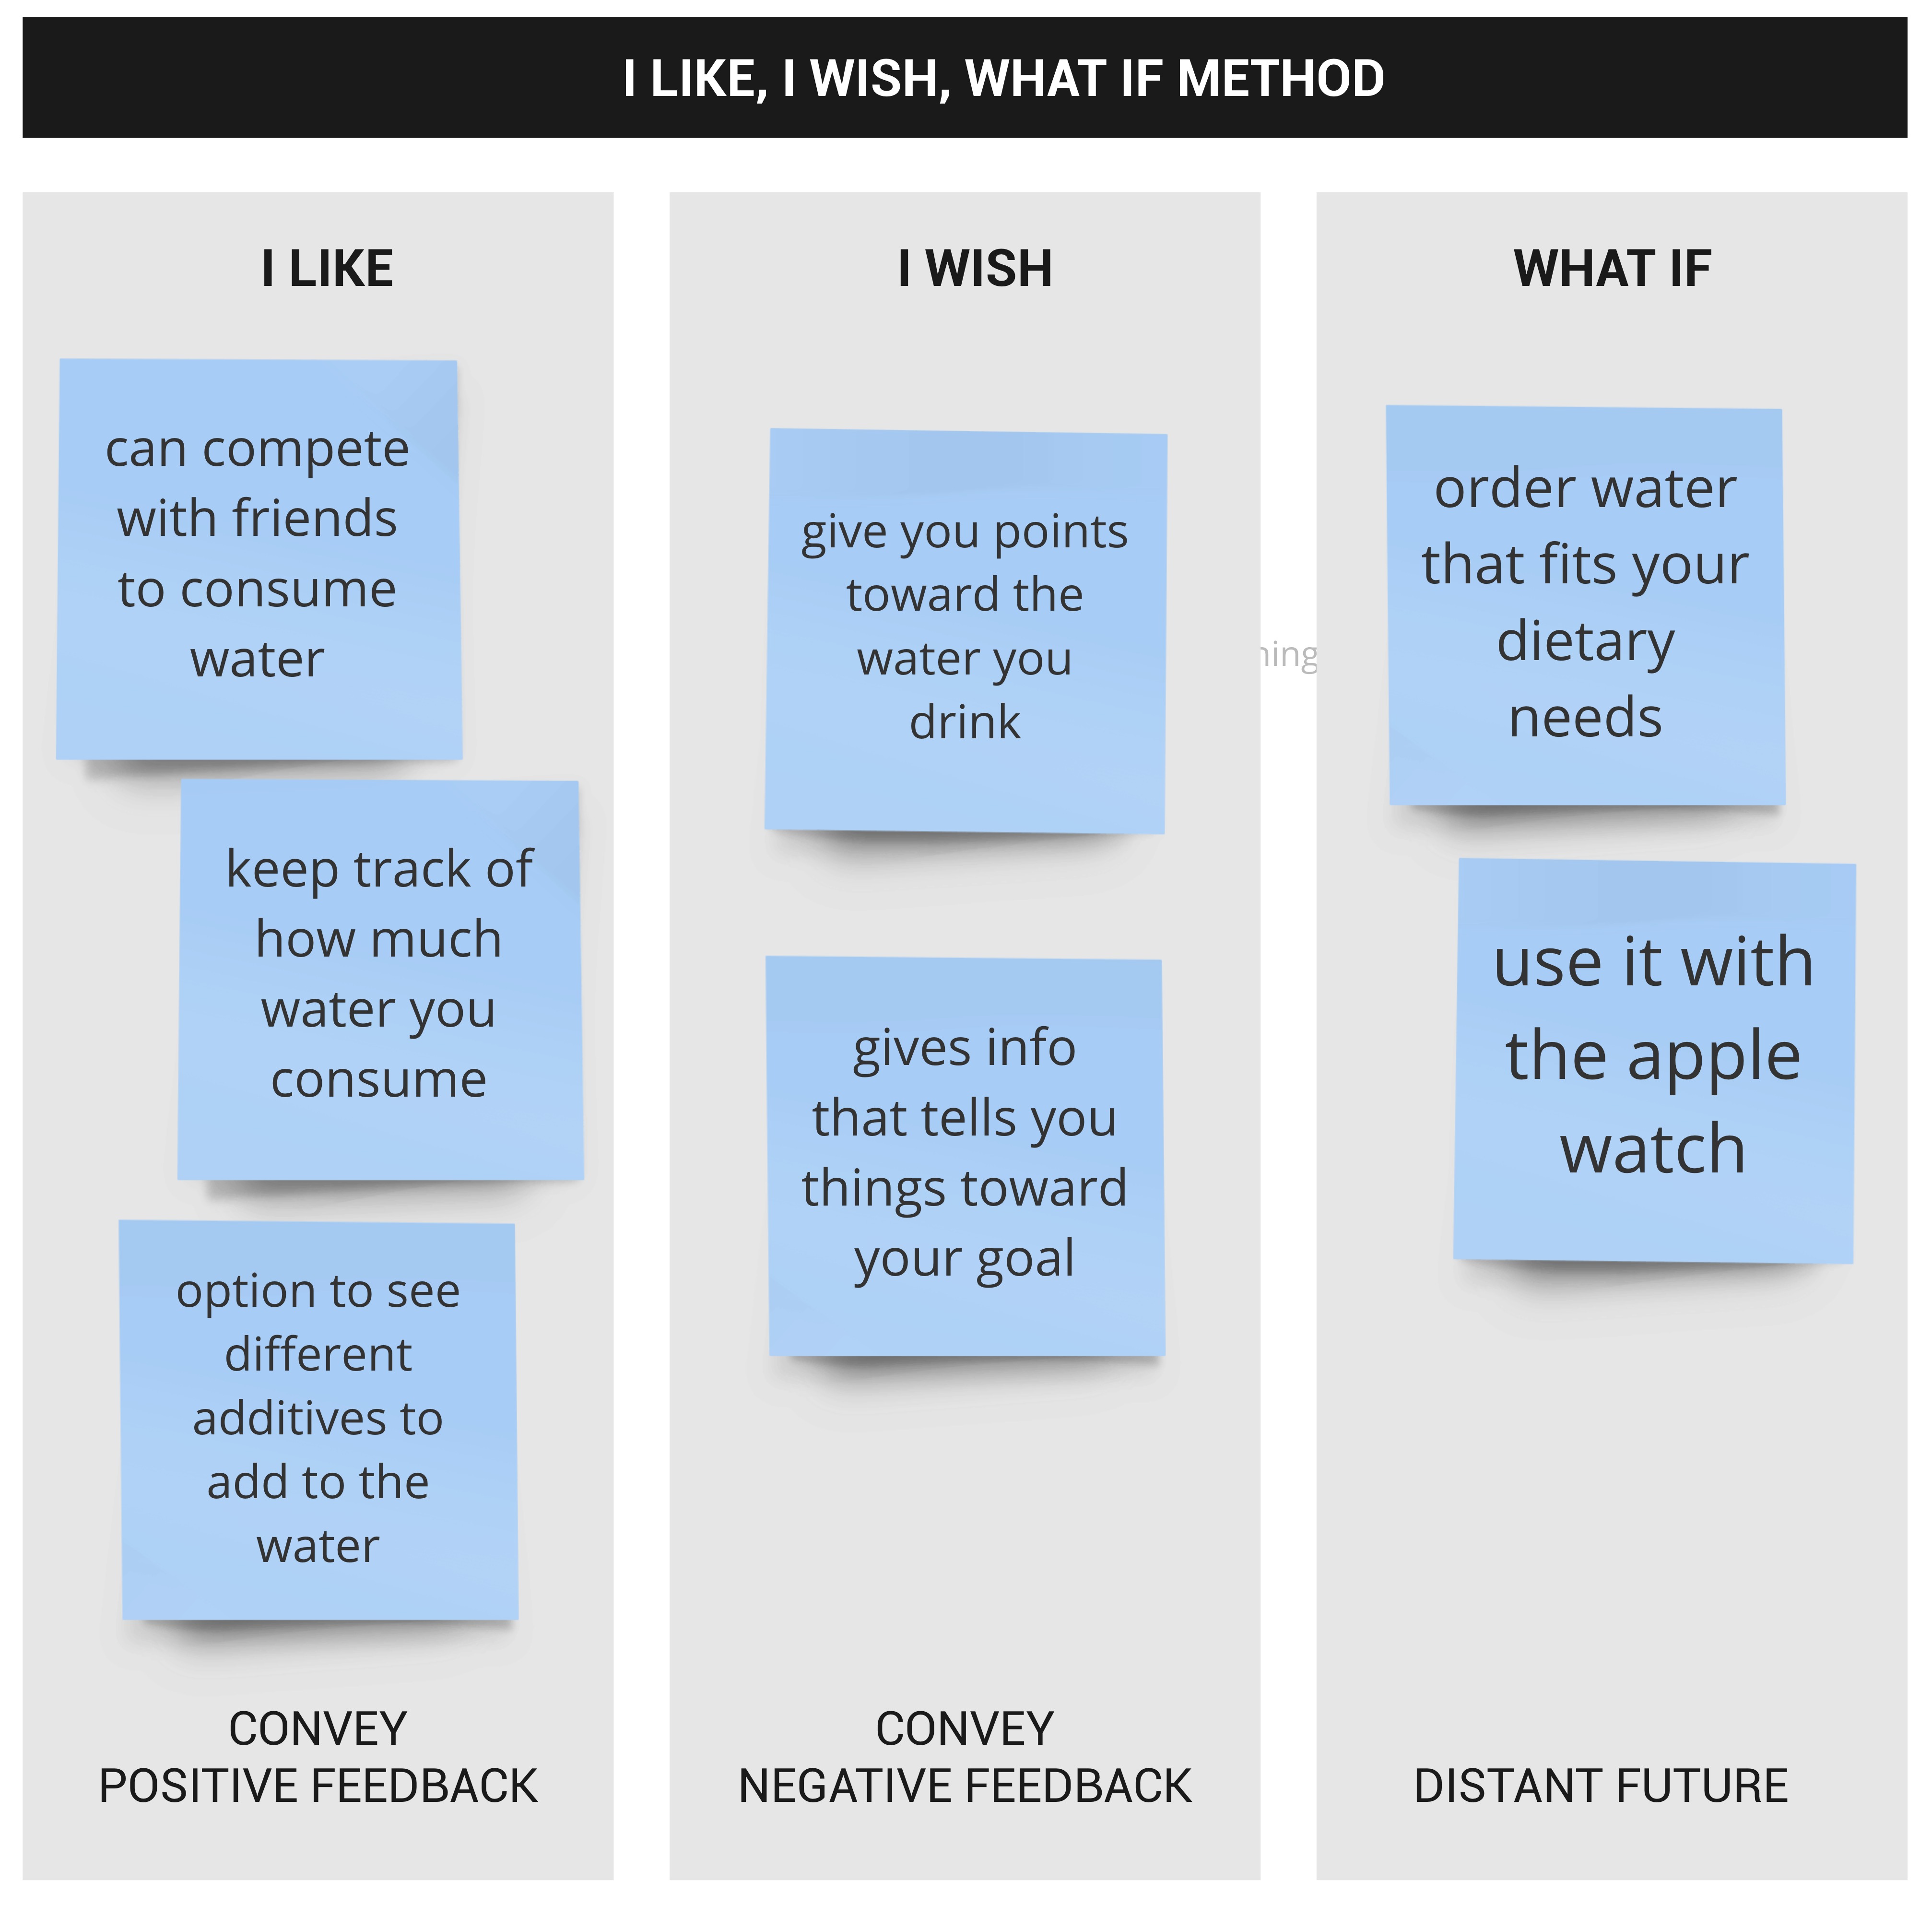 I LIKE, I WISH, WHAT IF METHOD
I LIKE
can compete
with friends
to consume
water
keep track of
how much
water you
consume
option to see
different
additives to
add to the
water
CONVEY
POSITIVE FEEDBACK
I WISH
give you points
toward the
water you
drink
gives info
that tells you
things toward
your goal
CONVEY
NEGATIVE FEEDBACK
WHAT IF
order water
that fits your
dietary
needs
use it with
the apple
watch
DISTANT FUTURE